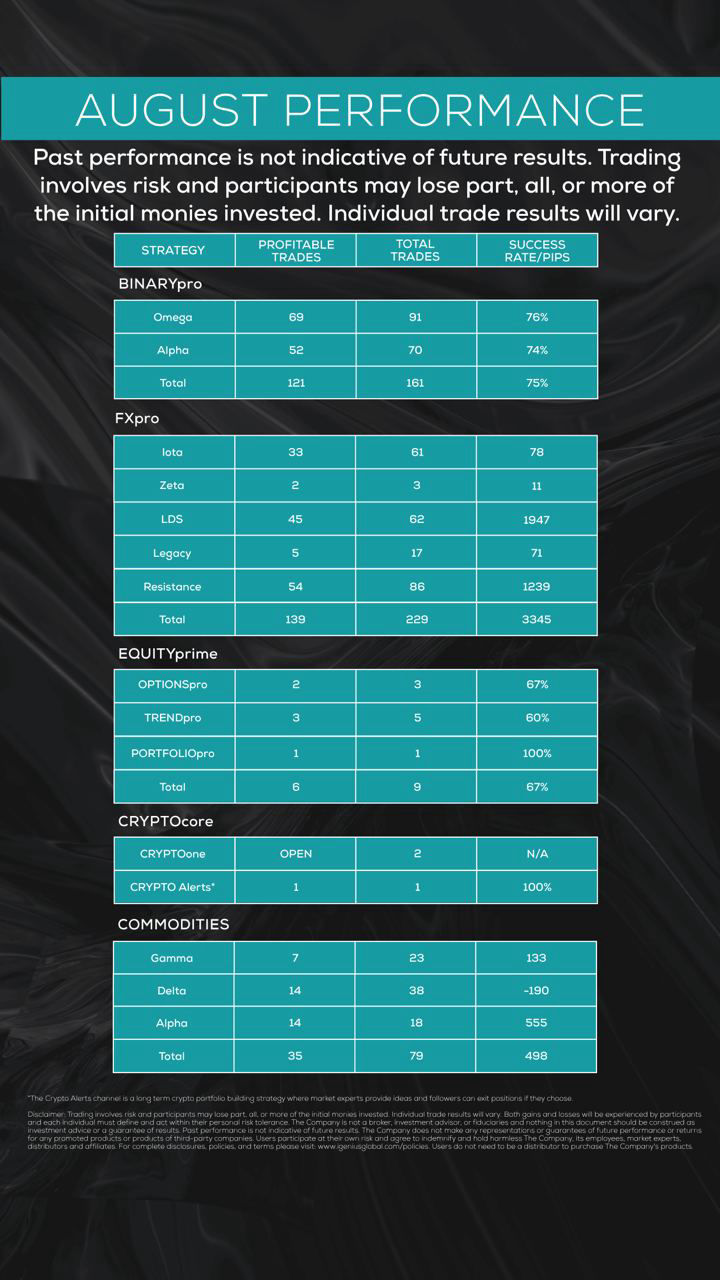 AUGUST PERFORMANCE
Past performance is not indicative of future results. Trading
involves risk and participants may lose part, all, or more of
the initial monies invested. Individual trade results will vary.
STRATEGY PROFITABLE TRADES TOTAL TRADES SUCCESS RATE/PIPS
BINARYpro
Omega 69 91 76%
Alpha 52 70 74%
Total 121 161 75%
FXpro
Iota 33 61 78
Zeta 2 3 11
LDS 45 62 1947
Legacy 5 17 71
Resistance 54 86 1239
Total 139 229 3345
EQUITYprime
OPTIONSpro 2 3 67%
TRENDpro 3 5 60%
PORTFOLIOpro 1 1 100%
Total 6 9 67%
CRYPTOcore
CRYPTOone OPEN 2 N/A
CRYPTO Alerts* 1 1 100%
COMMODITIES
Gamma 7 23 133
Delta 14 38 -190
Alpha 14 18 555
Total 35 79 498
*The Crypto Alerts channel is a long term crypto portfolio building strategy where market experts provide ideas and followers can exit positions if they choose.
Disclaimer: Trading involves risk and participants may lose part, all, or more of the initial monies invested. Individual trade results will vary. Both gains and losses will be experienced by participants
and each individual must define and act within their personal risk tolerance. The Company is not a broker, investment advisor, or fiduciaries and nothing in this document should be construed as
investment advice or a guarantee of results. Past performance is not indicative of future results. The Company does not make any representations or guarantees of future performance or returns
for any promoted products or products of third-party companies. Users participate at their own risk and agree to indemnify and hold harmless The Company, its employees, market experts,
distributors and affiliates. For complete disclosures, policies, and terms please visit: www.igeniusglobal.com/policies. Users do not need to be a distributor to purchase The Company's products.